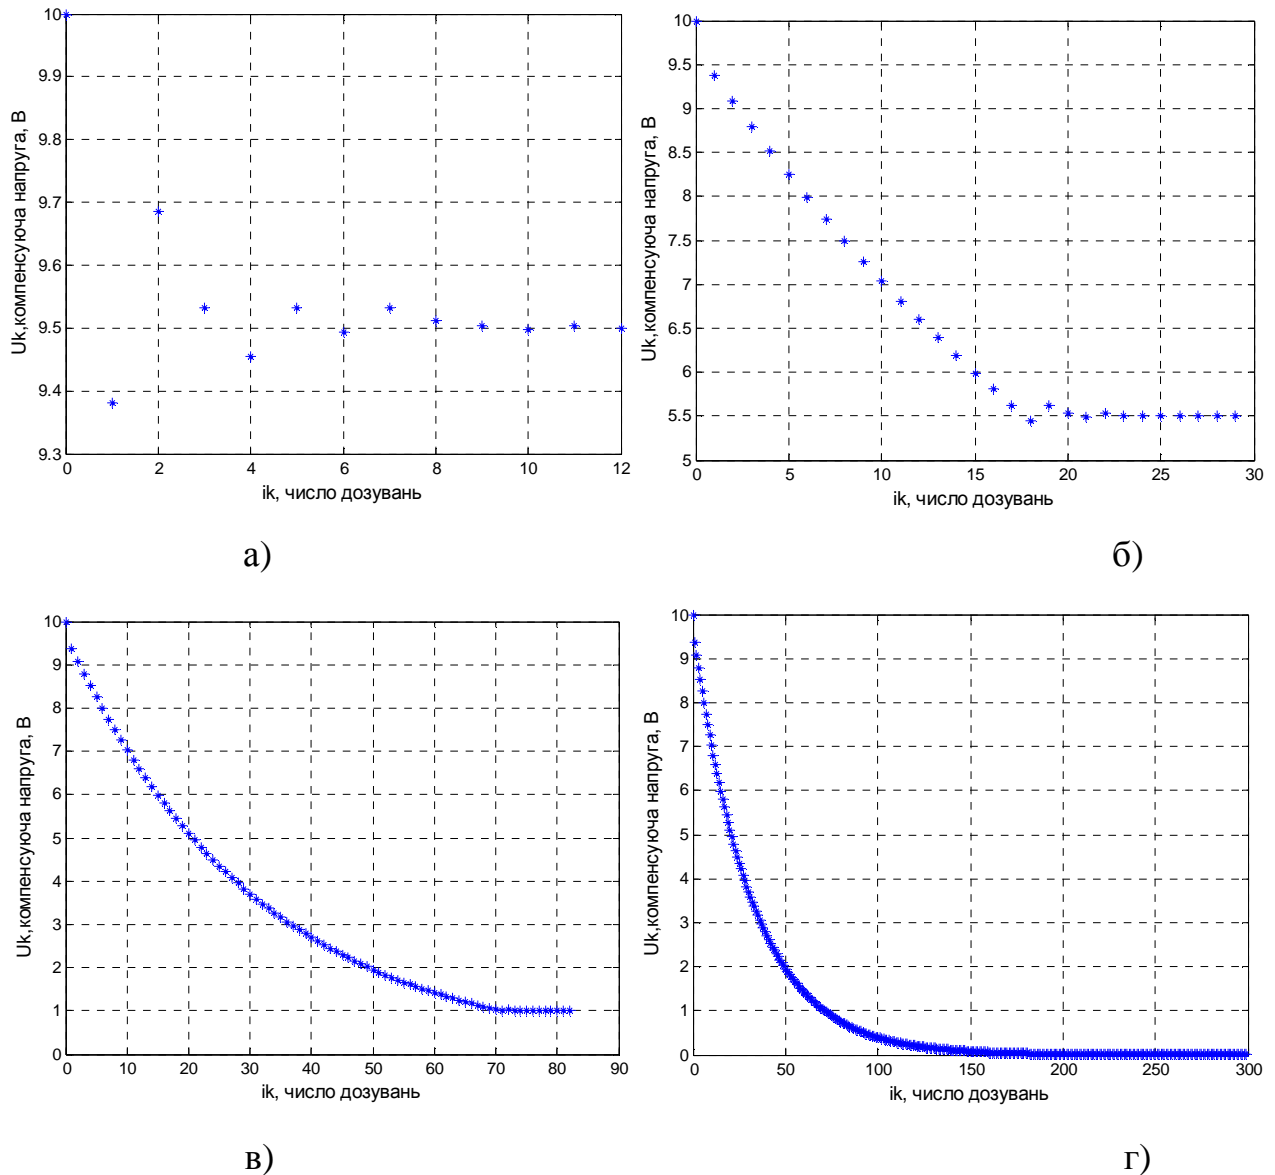 10
9.9
9.8
9.7
9.6
9.5
9.4
9.3
Uk,компенсуюча напруга, В
0 2 4 6 8 10 12
ik, число дозувань
а)
10
9.5
9
8.5
8
7.5
7
6.5
6
5.5
5
Uk,компенсуюча напруга, В
0 5 10 15 20 25 30
ik, число дозувань
б)
10
9
8
7
6
5
4
3
2
1
0
Uk,компенсуюча напруга, В
0 10 20 30 40 50 60 70 80 90
ik, число дозувань
в)
10
9
8
7
6
5
4
3
2
1
0
Uk,компенсуюча напруга, В
0 50 100 150 200 250 300
ik, число дозувань
г)